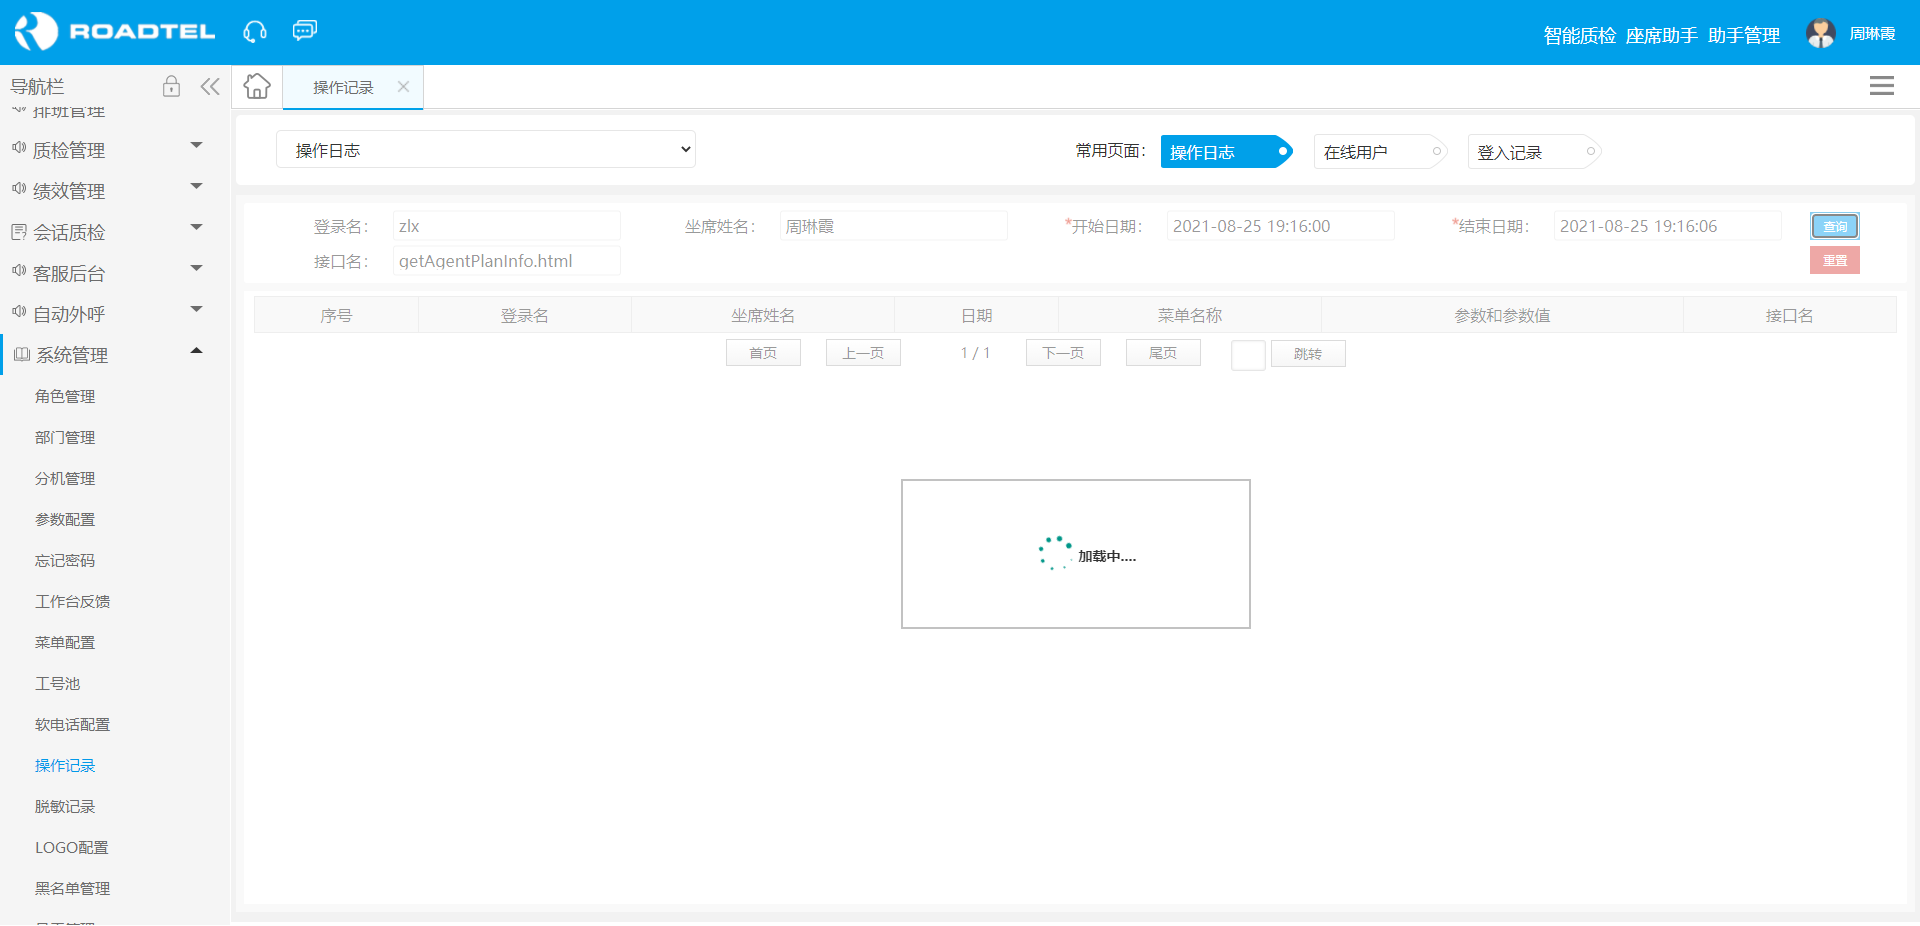 ROADTEL
智能质检 座席助手 助手管理 周琳霞
导航栏
操作记录
排班管理
质检管理
绩效管理
会话质检
客服后台
自动外呼
系统管理
角色管理
部门管理
分机管理
参数配置
忘记密码
工作台反馈
菜单配置
工号池
软电话配置
操作记录
脱敏记录
LOGO配置
黑名单管理
操作日志
常用页面： 操作日志 在线用户 登入记录
登录名： zlx 坐席姓名： 周琳霞 *开始日期： 2021-08-25 19:16:00 *结束日期： 2021-08-25 19:16:06 查询
接口名： getAgentPlanInfo.html 重置
序号 登录名 坐席姓名 日期 菜单名称 参数和参数值 接口名
首页 上一页 1 / 1 下一页 尾页 跳转
加载中....